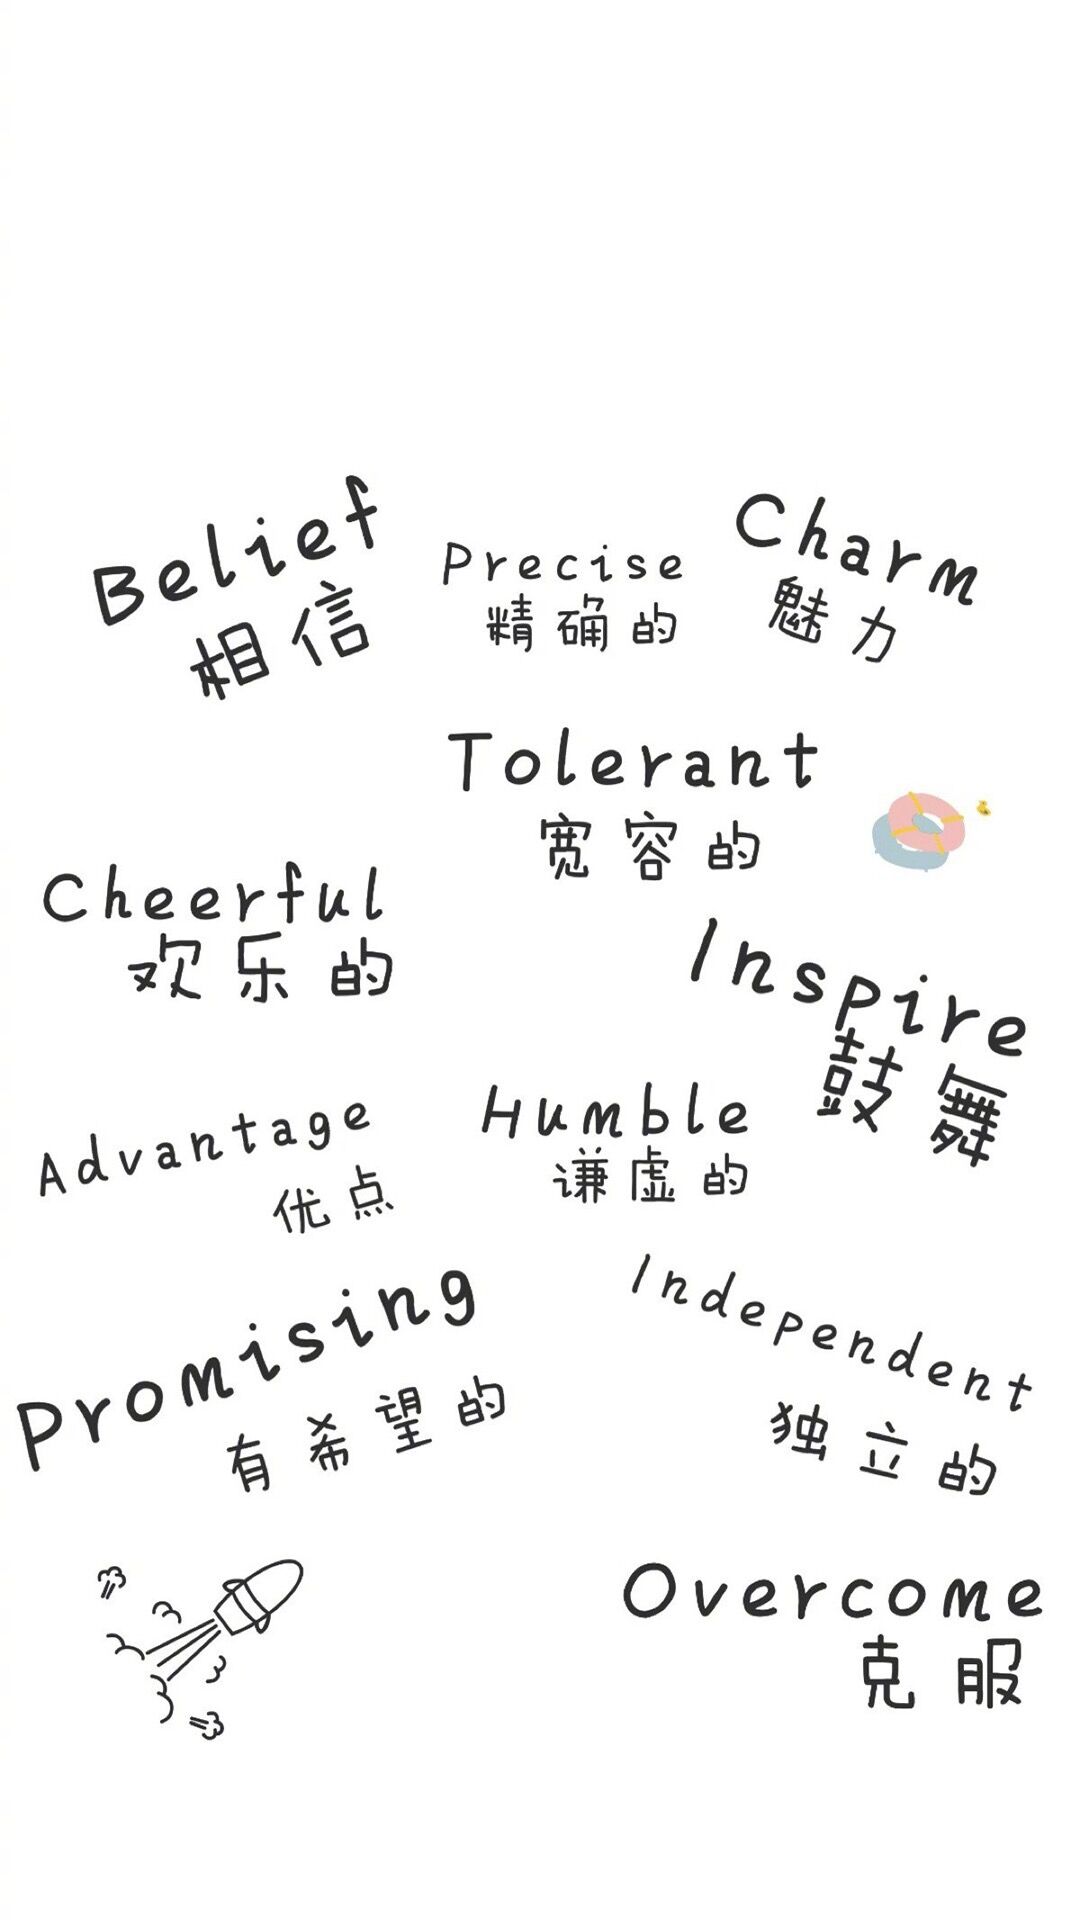 Belief
相信
Precise
精确的
Charm
魅力
Tolerant
宽容的
Cheerful
欢乐的
Inspire
鼓舞
Advantage
优点
Humble
谦虚的
Promising
有希望的
Independent
独立的
Overcome
克服